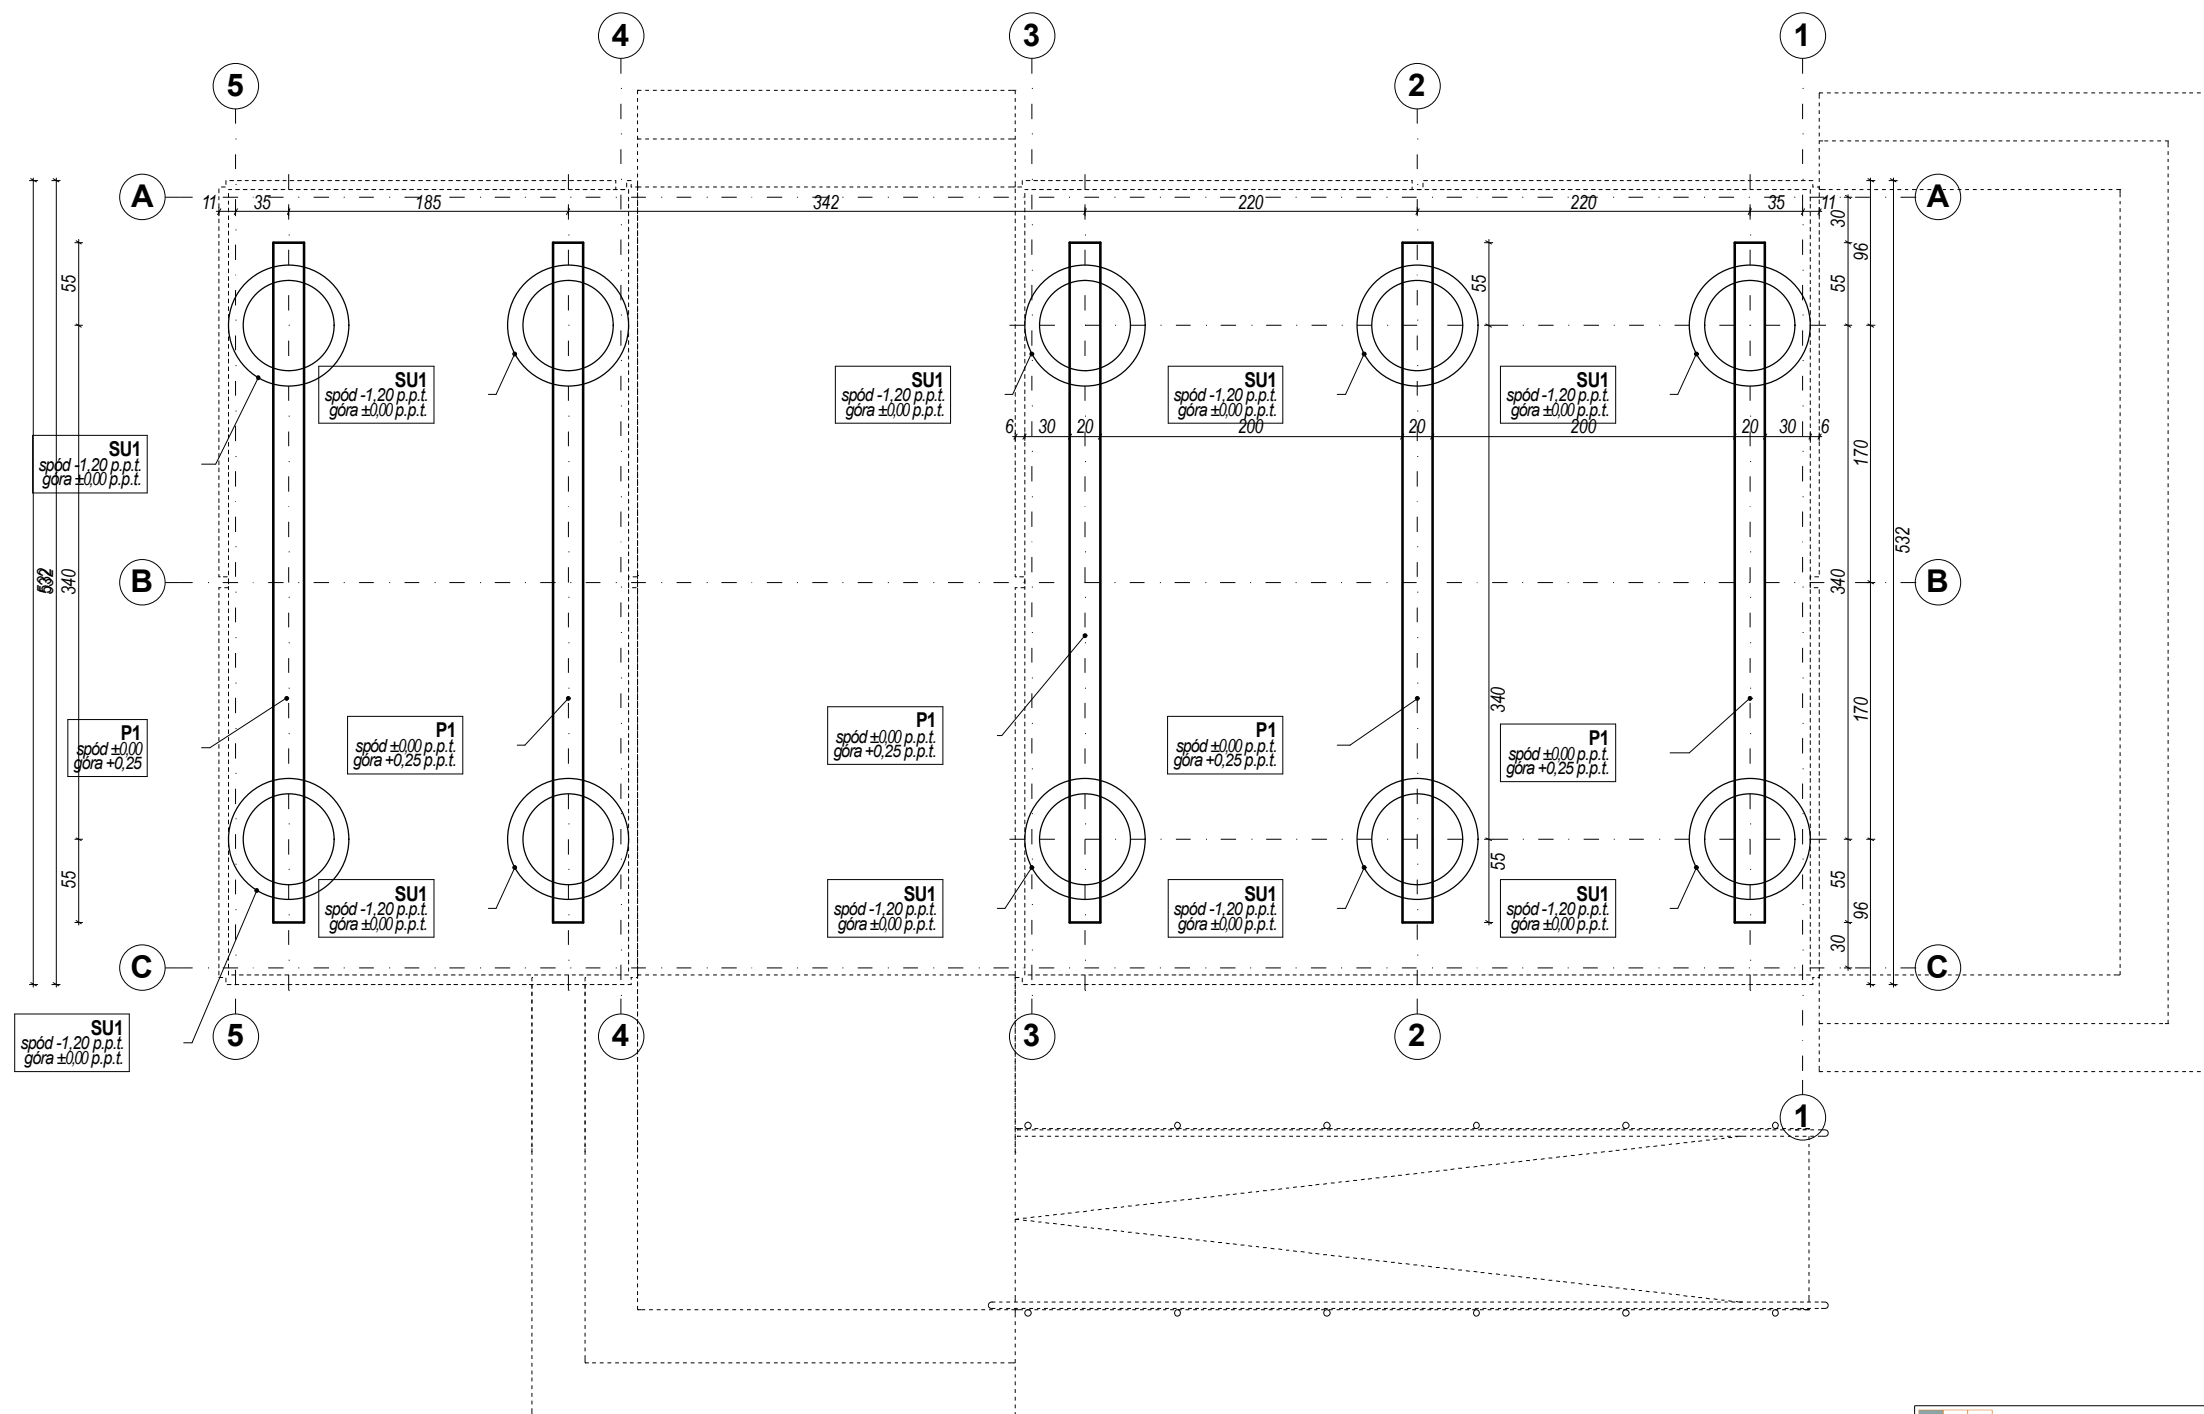 4
3
1
5
2
A
11
35
185
342
220
220
35
11
A
30
96
55
55
55
SU1
spód -1,20 p.p.t.
góra ±0,00 p.p.t.
SU1
spód -1,20 p.p.t.
góra ±0,00 p.p.t.
SU1
spód -1,20 p.p.t.
góra ±0,00 p.p.t.
SU1
spód -1,20 p.p.t.
góra ±0,00 p.p.t.
6
30
20
200
20
200
20
30
6
SU1
spód -1,20 p.p.t.
góra ±0,00 p.p.t.
170
532
B
532
340
340
B
340
170
P1
spód ±0,00
góra +0,25
P1
spód ±0,00 p.p.t.
góra +0,25 p.p.t.
P1
spód ±0,00 p.p.t.
góra +0,25 p.p.t.
P1
spód ±0,00 p.p.t.
góra +0,25 p.p.t.
P1
spód ±0,00 p.p.t.
góra +0,25 p.p.t.
55
55
55
96
30
SU1
spód -1,20 p.p.t.
góra ±0,00 p.p.t.
SU1
spód -1,20 p.p.t.
góra ±0,00 p.p.t.
SU1
spód -1,20 p.p.t.
góra ±0,00 p.p.t.
SU1
spód -1,20 p.p.t.
góra ±0,00 p.p.t.
C
C
SU1
spód -1,20 p.p.t.
góra ±0,00 p.p.t.
5
4
3
2
1